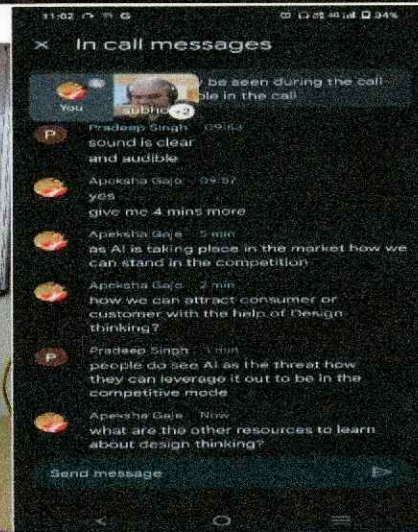 11:02
34%
× In call messages
be seen during the call
ple in the call
You
subho
+2
P Pradeep Singh
sound is clear
and audible
Apeksha Gaje 09:57
yes
give me 4 mins more
Apeksha Gaje 5 min
as AI is taking place in the market how we
can stand in the competition
Apeksha Gaje 2 min
how we can attract consumer or
customer with the help of Design
thinking?
P Pradeep Singh 1 min
people do see AI as the threat how
they can leverage it out to be in the
competitive mode
Apeksha Gaje Now
what are the other resources to learn
about design thinking?
Send message